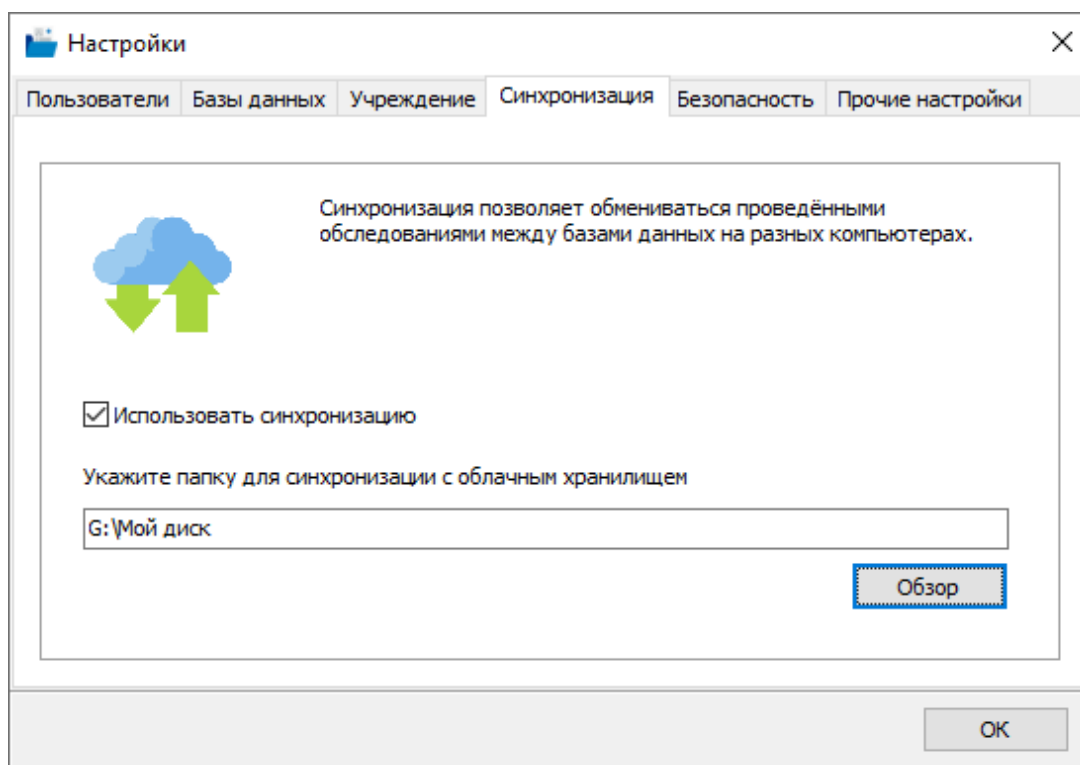 Настройки
Пользователи Базы данных Учреждение Синхронизация Безопасность Прочие настройки
Синхронизация позволяет обмениваться проведёнными
обследованиями между базами данных на разных компьютерах.
Использовать синхронизацию
Укажите папку для синхронизации с облачным хранилищем
G:\Мой диск
Обзор
ОК